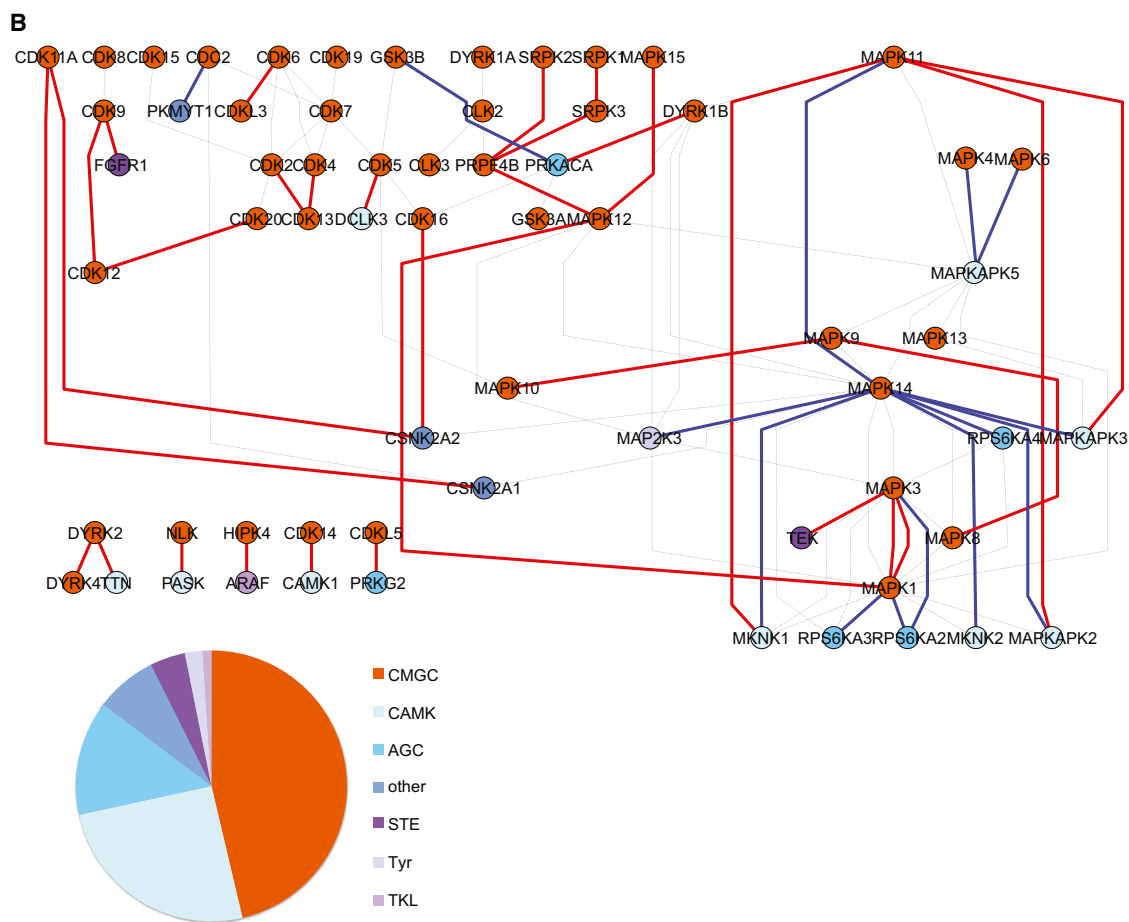 B
CDK11A CDK8 CDK15 CDC2 CDK6 CDK19 GSK3B DYRK1A SRPK2 SRPK1 MAPK15 MAPK11
CDK9 PKMYT1 CDKL3 CDK7 CLK2 SRPK3 DYRK1B
FGFR1 CDK2 CDK4 CDK5 CLK3 PRPF4B PRKACA MAPK4 MAPK6
CDK20 CDK13 DCLK3 CDK16 GSK3A MAPK12
CDK12 MAPKAPK5
MAPK9 MAPK13
MAPK10 MAPK14
CSNK2A2 MAP2K3 RPS6KA4 MAPKAPK3
CSNK2A1 MAPK3
DYRK2 NLK HIPK4 CDK14 CDKL5 TEK MAPK8
DYRK4 TTN PASK ARAF CAMK1 PRKG2 MAPK1
MKNK1 RPS6KA3 RPS6KA2 MKNK2 MAPKAPK2
CMGC
CAMK
AGC
other
STE
Tyr
TKL